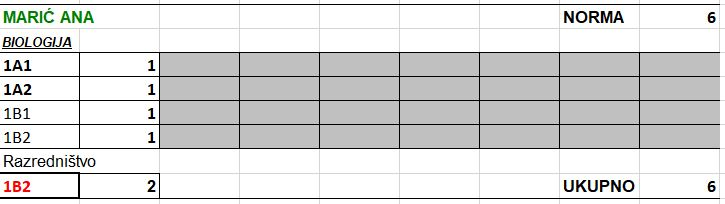 MARIĆ ANA NORMA 6
BIOLOGIJA
1A1 1
1A2 1
1B1 1
1B2 1
Razredništvo
1B2 2 UKUPNO 6